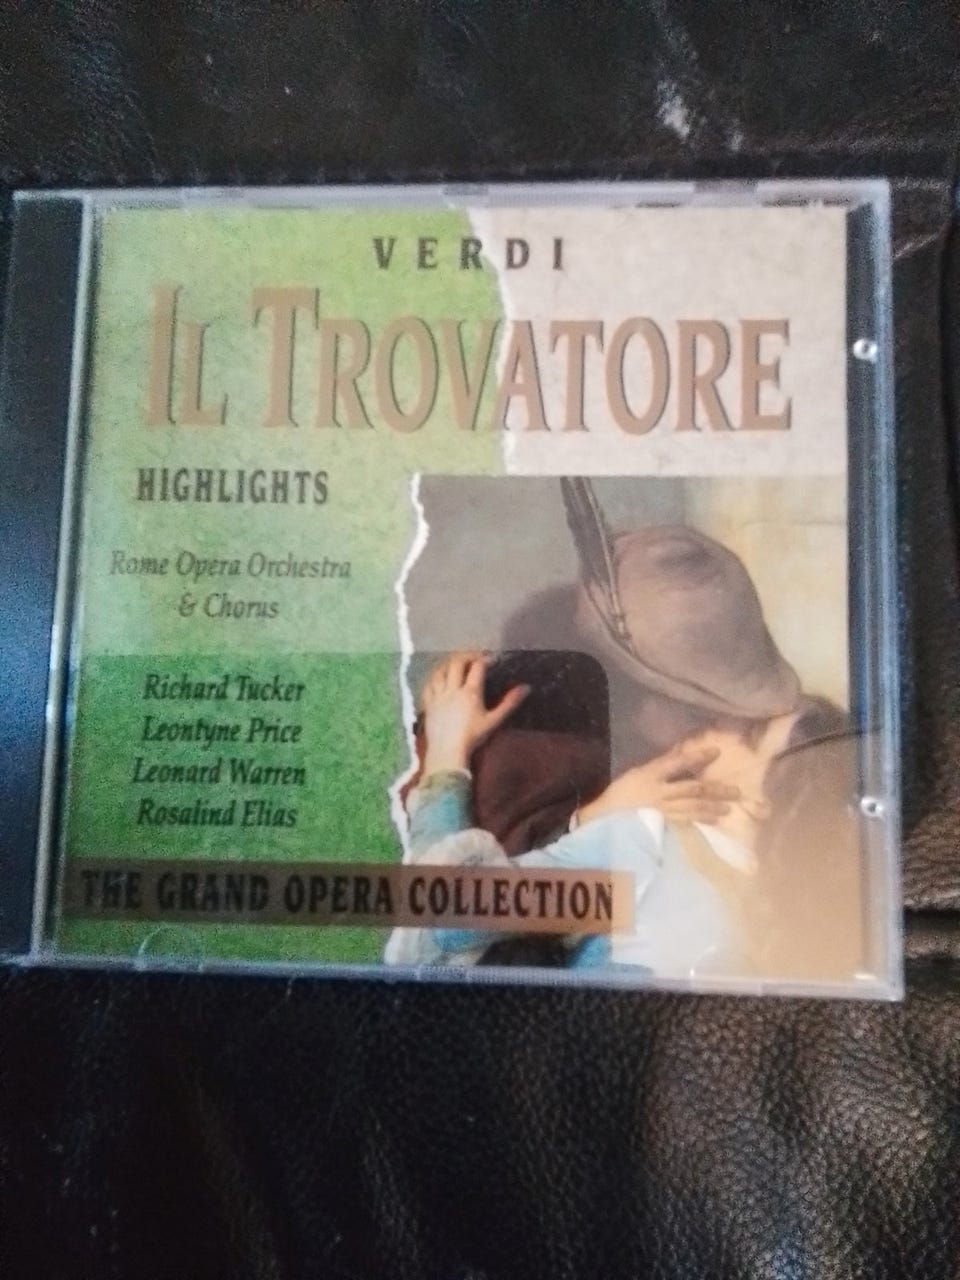 VERDI
IL TROVATORE
HIGHLIGHTS
Rome Opera Orchestra
& Chorus
Richard Tucker
Leontyne Price
Leonard Warren
Rosalind Elias
THE GRAND OPERA COLLECTION